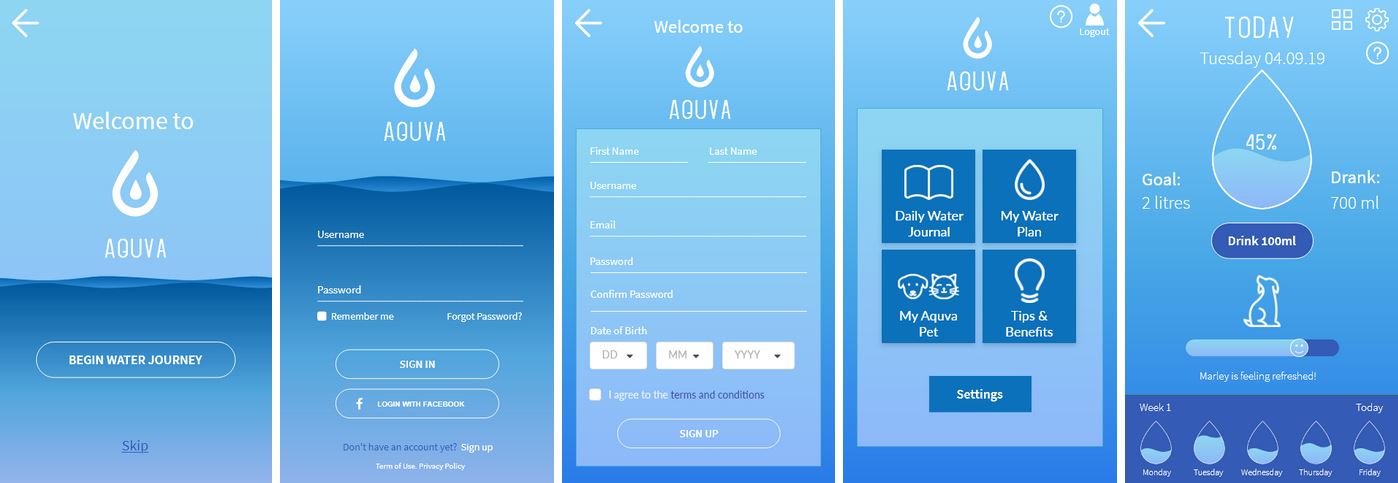 Welcome to
AQUVA
BEGIN WATER JOURNEY
Skip
AQUVA
Username
Password
Remember me
Forgot Password?
SIGN IN
LOGIN WITH FACEBOOK
Don't have an account yet? Sign up
Term of Use. Privacy Policy
Welcome to
AQUVA
First Name
Last Name
Username
Email
Password
Confirm Password
Date of Birth
DD
MM
YYYY
I agree to the terms and conditions
SIGN UP
?
Logout
AQUVA
Daily Water
Journal
My Water
Plan
My Aquva
Pet
Tips &
Benefits
Settings
TODAY
Tuesday 04.09.19
?
45%
Goal:
2 litres
Drank:
700 ml
Drink 100ml
Marley is feeling refreshed!
Week 1
Today
Monday
Tuesday
Wednesday
Thursday
Friday